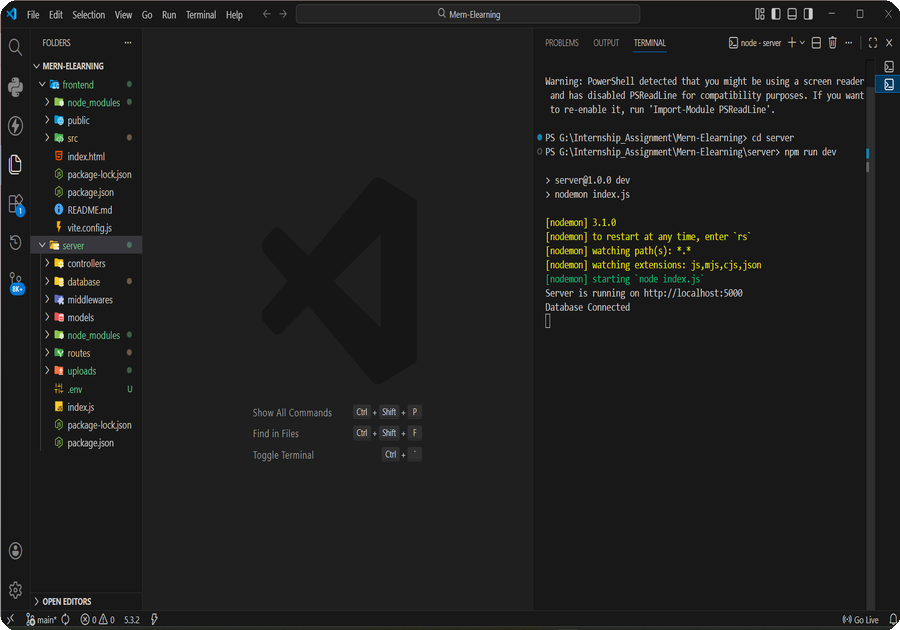 File Edit Selection View Go Run Terminal Help
Mern-Elearning
FOLDERS
MERN-ELEARNING
frontend
node_modules
public
src
index.html
package-lock.json
package.json
README.md
vite.config.js
server
controllers
database
middlewares
models
node_modules
routes
uploads
.env U
index.js
package-lock.json
package.json
OPEN EDITORS
1
8K+
Show All Commands Ctrl + Shift + P
Find in Files Ctrl + Shift + F
Toggle Terminal Ctrl + `
PROBLEMS OUTPUT TERMINAL
node - server
Warning: PowerShell detected that you might be using a screen reader
and has disabled PSReadLine for compatibility purposes. If you want
to re-enable it, run 'Import-Module PSReadLine'.
PS G:\Internship_Assignment\Mern-Elearning> cd server
PS G:\Internship_Assignment\Mern-Elearning\server> npm run dev
> server@1.0.0 dev
> nodemon index.js
[nodemon] 3.1.0
[nodemon] to restart at any time, enter `rs`
[nodemon] watching path(s): *.*
[nodemon] watching extensions: js,mjs,cjs,json
[nodemon] starting `node index.js`
Server is running on http://localhost:5000
Database Connected
main* 0 0 5.3.2
Go Live